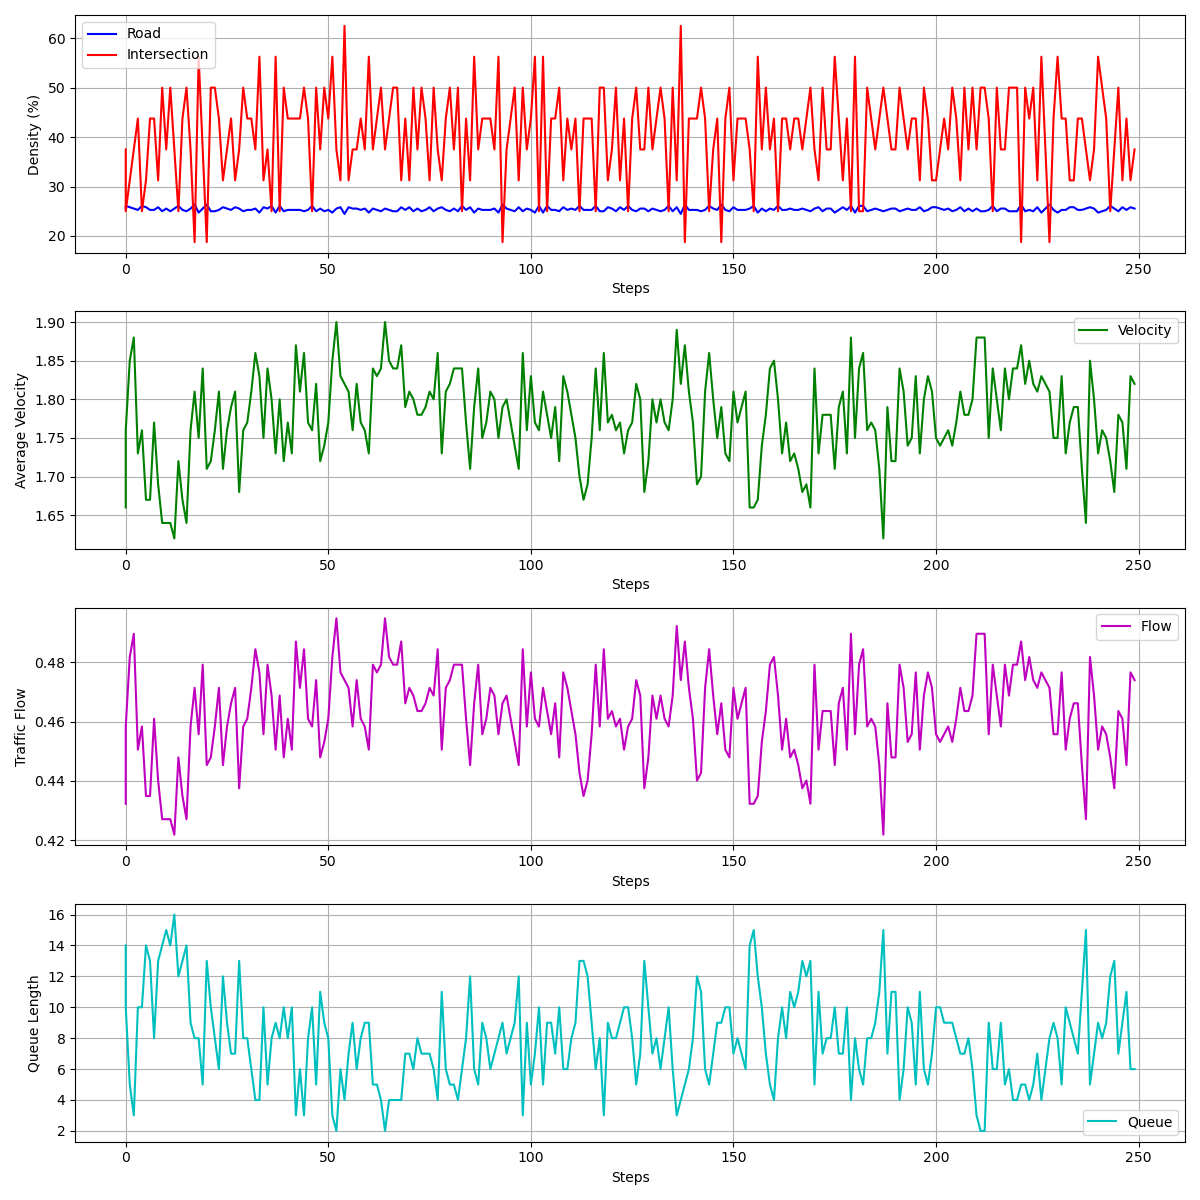 Density (%)
60
50
40
30
20
Road
Intersection
0 50 100 150 200 250
Steps
Average Velocity
1.90
1.85
1.80
1.75
1.70
1.65
Velocity
0 50 100 150 200 250
Steps
Traffic Flow
0.48
0.46
0.44
0.42
Flow
0 50 100 150 200 250
Steps
Queue Length
16
14
12
10
8
6
4
2
Queue
0 50 100 150 200 250
Steps